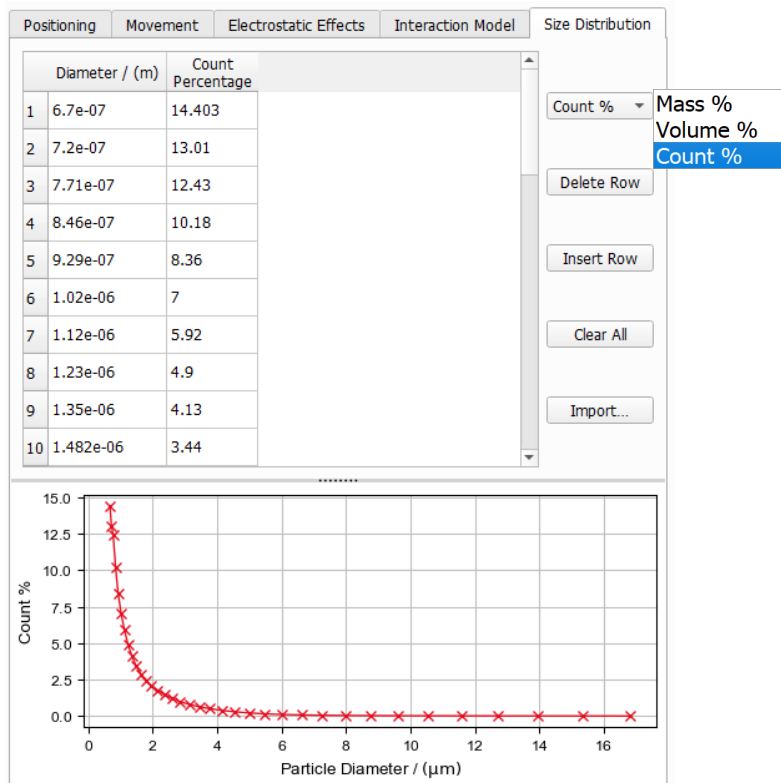 Positioning Movement Electrostatic Effects Interaction Model Size Distribution
Diameter / (m) Count Percentage
1 6.7e-07 14.403
2 7.2e-07 13.01
3 7.71e-07 12.43
4 8.46e-07 10.18
5 9.29e-07 8.36
6 1.02e-06 7
7 1.12e-06 5.92
8 1.23e-06 4.9
9 1.35e-06 4.13
10 1.482e-06 3.44
Count %
Mass %
Volume %
Count %
Delete Row
Insert Row
Clear All
Import...
15.0
12.5
10.0
7.5
5.0
2.5
0.0
Count %
0 2 4 6 8 10 12 14 16
Particle Diameter / (μm)